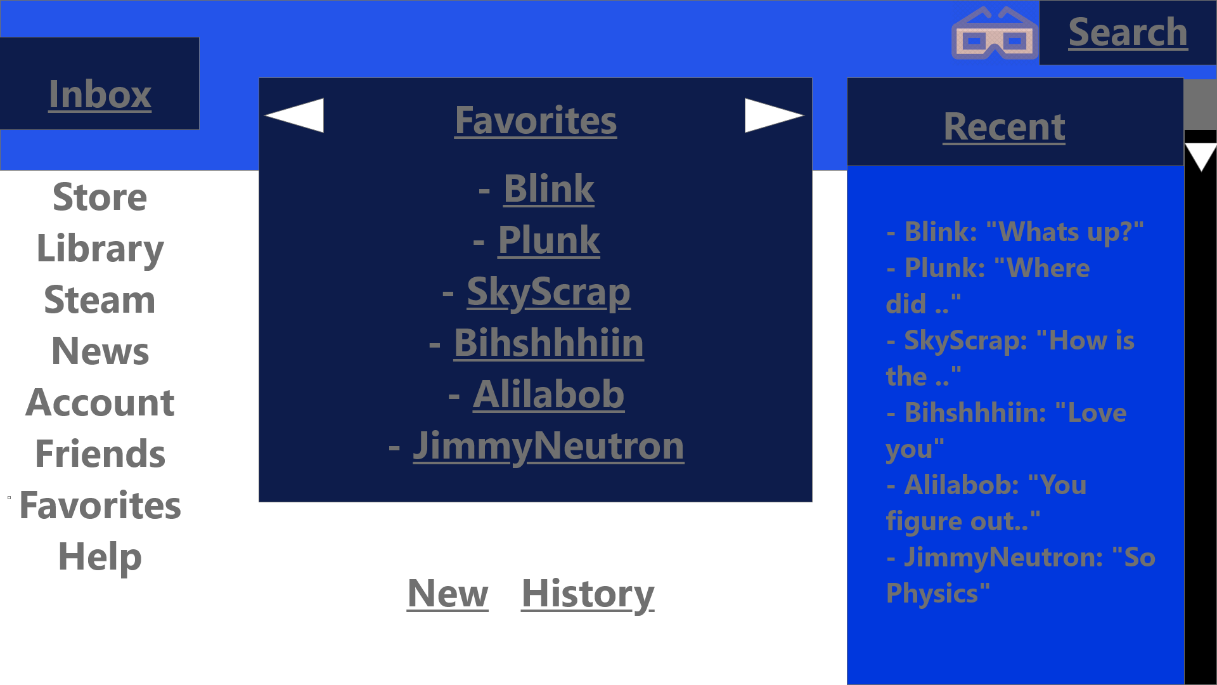 Search
Inbox
Favorites
Recent
- Blink
- Plunk
- SkyScrap
- Bihshhhiin
- Alilabob
- JimmyNeutron
Store
Library
Steam
News
Account
Friends
Favorites
Help
New History
- Blink: "Whats up?"
- Plunk: "Where
did .."
- SkyScrap: "How is
the .."
- Bihshhhiin: "Love
you"
- Alilabob: "You
figure out.."
- JimmyNeutron: "So
Physics"